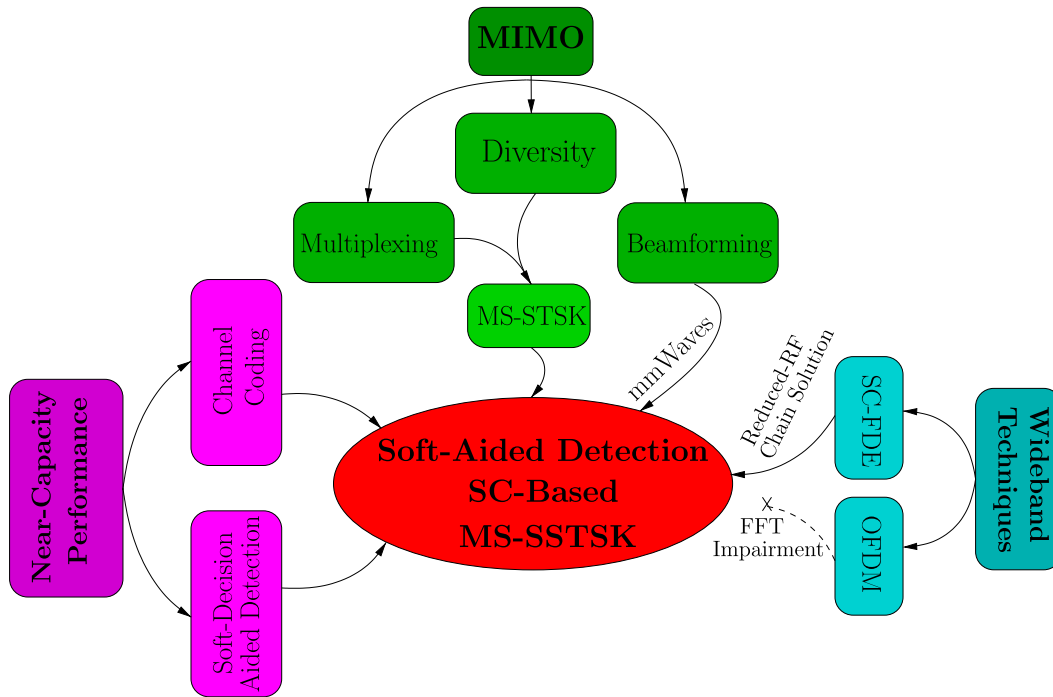 MIMO
Diversity
Multiplexing
Beamforming
MS-STSK
mmWaves
Channel
Coding
Near-Capacity
Performance
Soft-Decision
Aided Detection
Soft-Aided Detection
SC-Based
MS-SSTSK
Reduced-RF
Chain Solution
SC-FDE
FFT
Impairment
OFDM
Wideband
Techniques